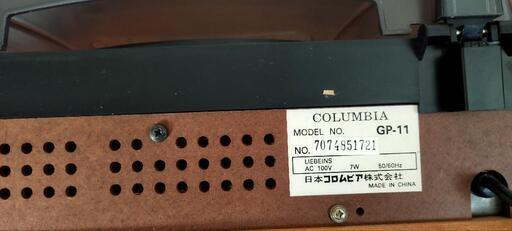 COLUMBIA
MODEL NO. GP-11
NO. 7074851721
LIEBEINS
AC 100V 7W 50/60Hz
日本コロムビア株式会社
MADE IN CHINA